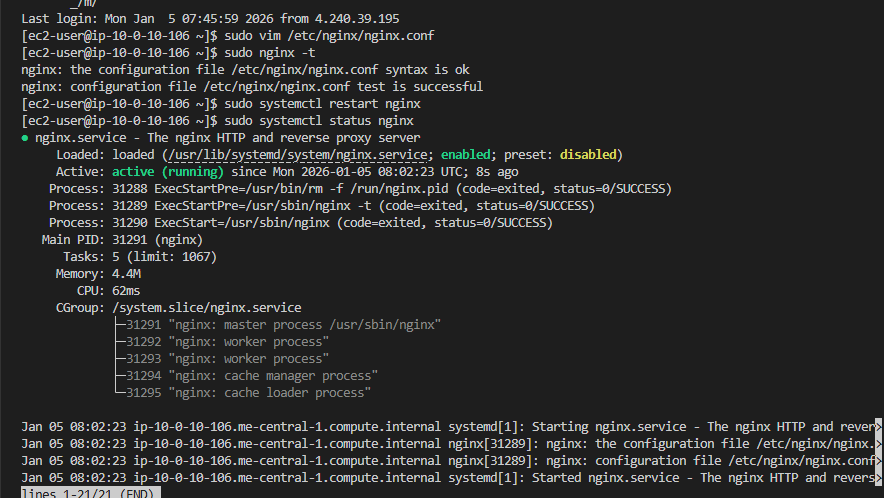 _/m/
Last login: Mon Jan  5 07:45:59 2026 from 4.240.39.195
[ec2-user@ip-10-0-10-106 ~]$ sudo vim /etc/nginx/nginx.conf
[ec2-user@ip-10-0-10-106 ~]$ sudo nginx -t
nginx: the configuration file /etc/nginx/nginx.conf syntax is ok
nginx: configuration file /etc/nginx/nginx.conf test is successful
[ec2-user@ip-10-0-10-106 ~]$ sudo systemctl restart nginx
[ec2-user@ip-10-0-10-106 ~]$ sudo systemctl status nginx
● nginx.service - The nginx HTTP and reverse proxy server
     Loaded: loaded (/usr/lib/systemd/system/nginx.service; enabled; preset: disabled)
     Active: active (running) since Mon 2026-01-05 08:02:23 UTC; 8s ago
    Process: 31288 ExecStartPre=/usr/bin/rm -f /run/nginx.pid (code=exited, status=0/SUCCESS)
    Process: 31289 ExecStartPre=/usr/sbin/nginx -t (code=exited, status=0/SUCCESS)
    Process: 31290 ExecStart=/usr/sbin/nginx (code=exited, status=0/SUCCESS)
   Main PID: 31291 (nginx)
      Tasks: 5 (limit: 1067)
     Memory: 4.4M
        CPU: 62ms
     CGroup: /system.slice/nginx.service
             ├─31291 "nginx: master process /usr/sbin/nginx"
             ├─31292 "nginx: worker process"
             ├─31293 "nginx: worker process"
             ├─31294 "nginx: cache manager process"
             └─31295 "nginx: cache loader process"
Jan 05 08:02:23 ip-10-0-10-106.me-central-1.compute.internal systemd[1]: Starting nginx.service - The nginx HTTP and rever>
Jan 05 08:02:23 ip-10-0-10-106.me-central-1.compute.internal nginx[31289]: nginx: the configuration file /etc/nginx/nginx.>
Jan 05 08:02:23 ip-10-0-10-106.me-central-1.compute.internal nginx[31289]: nginx: configuration file /etc/nginx/nginx.conf>
Jan 05 08:02:23 ip-10-0-10-106.me-central-1.compute.internal systemd[1]: Started nginx.service - The nginx HTTP and revers>
lines 1-21/21 (END)